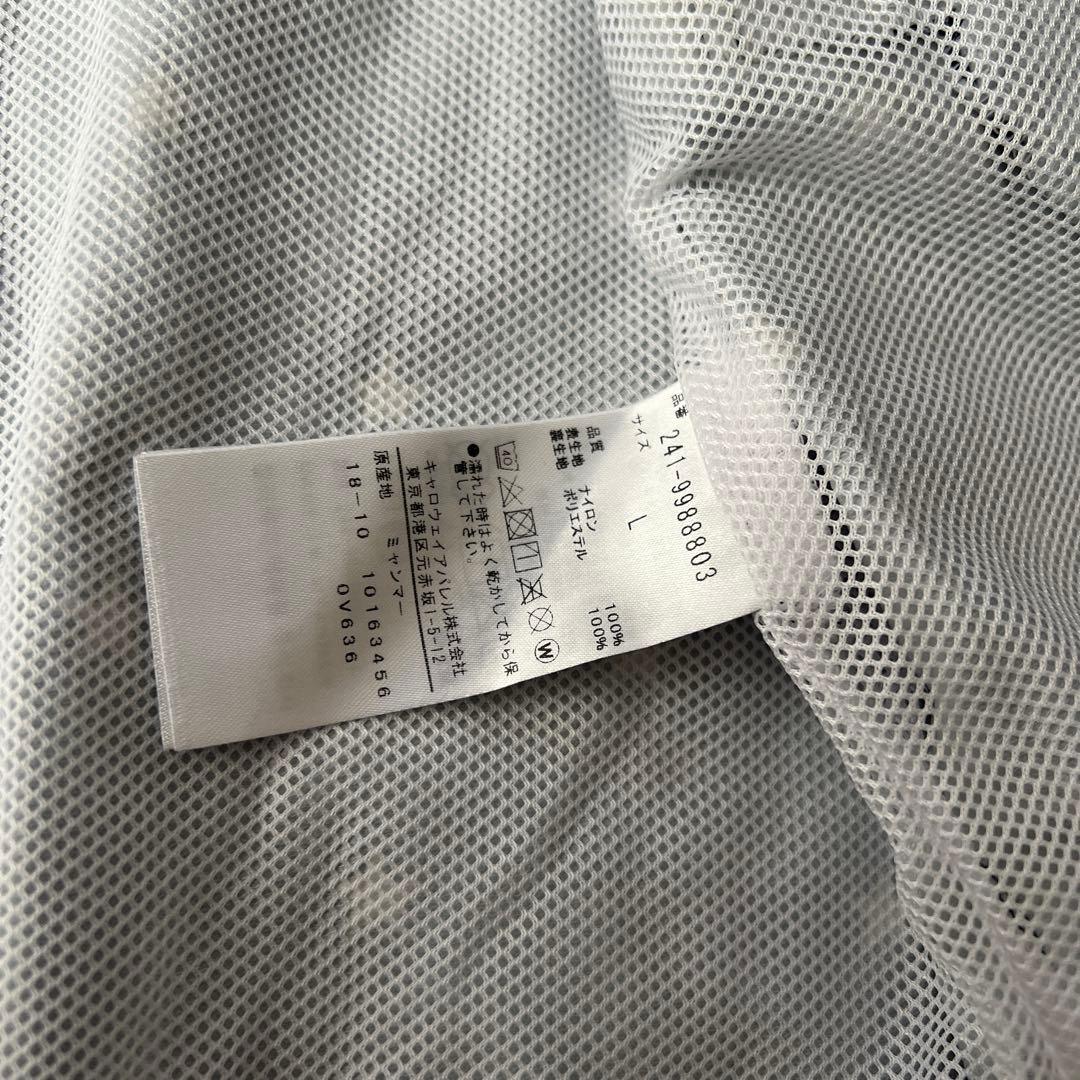 品番 241-9988803
サイズ L
品質
表生地 ナイロン 100%
裏生地 ポリエステル 100%
40
W
●濡れた時はよく乾かしてから保
管して下さい。
キャロウェイアパレル株式会社
東京都港区元赤坂1-5-12
原産地 ミャンマー
18-10 10163456
0V636